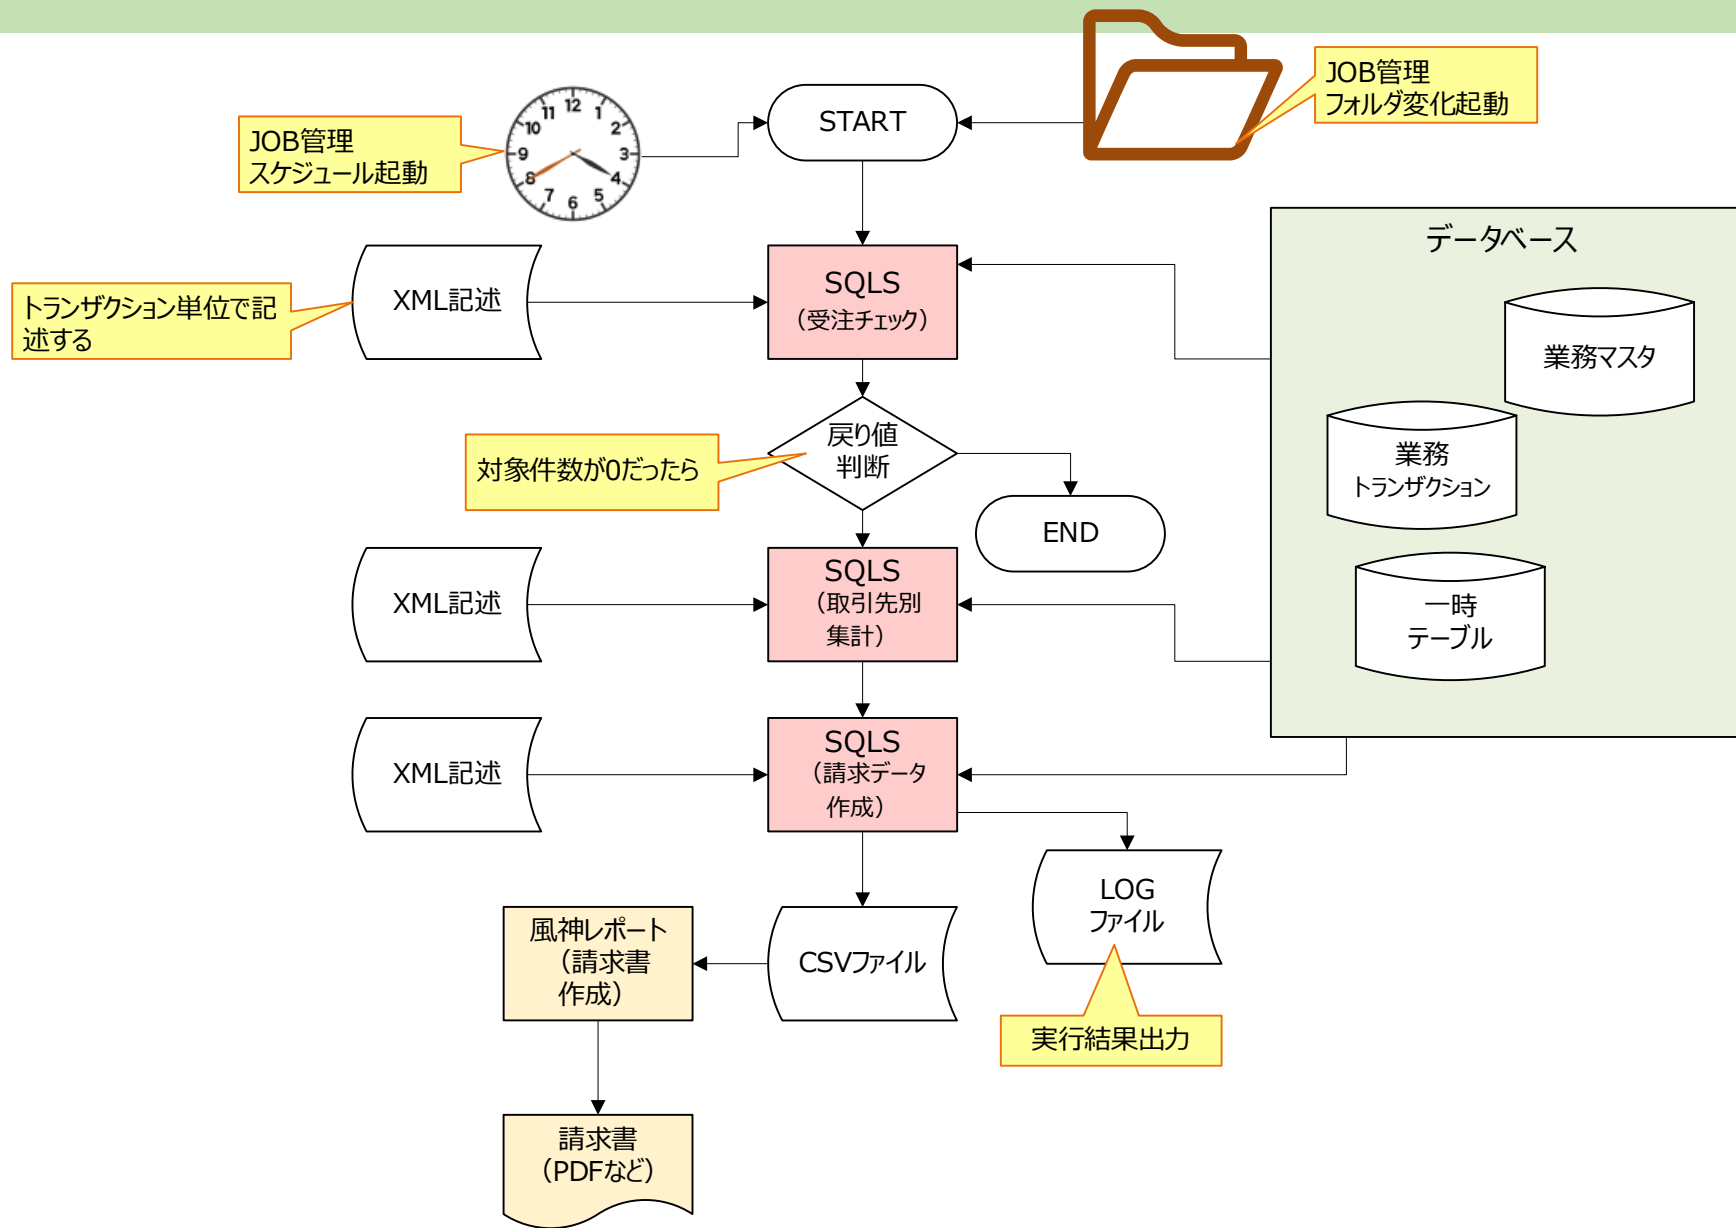 JOB管理
フォルダ変化起動
JOB管理
スケジュール起動
12
1
2
3
4
5
6
7
8
9
10
11
START
データベース
業務マスタ
業務
トランザクション
一時
テーブル
トランザクション単位で記
述する
XML記述
SQLS
（受注チェック）
対象件数が0だったら
戻り値
判断
END
XML記述
SQLS
（取引先別
集計）
XML記述
SQLS
（請求データ
作成）
LOG
ファイル
実行結果出力
CSVファイル
風神レポート
（請求書
作成）
請求書
（PDFなど）